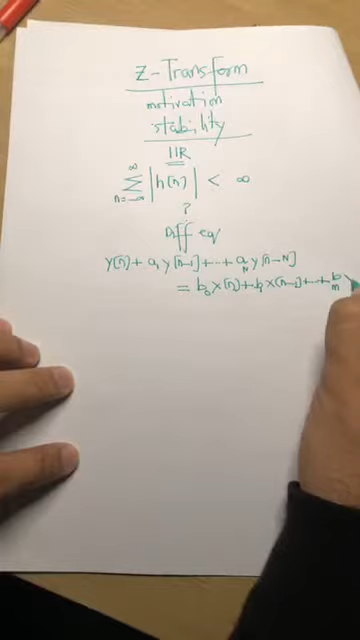 Z-Transform
motivation
stability
IIR
∞
∑ |h[n]| < ∞
n=-∞
?
Diff eq
y[n] + a₁ y[n-1] + ... + a_N y[n-N]
= b₀ x[n] + b₁ x[n-1] + ... + b_m